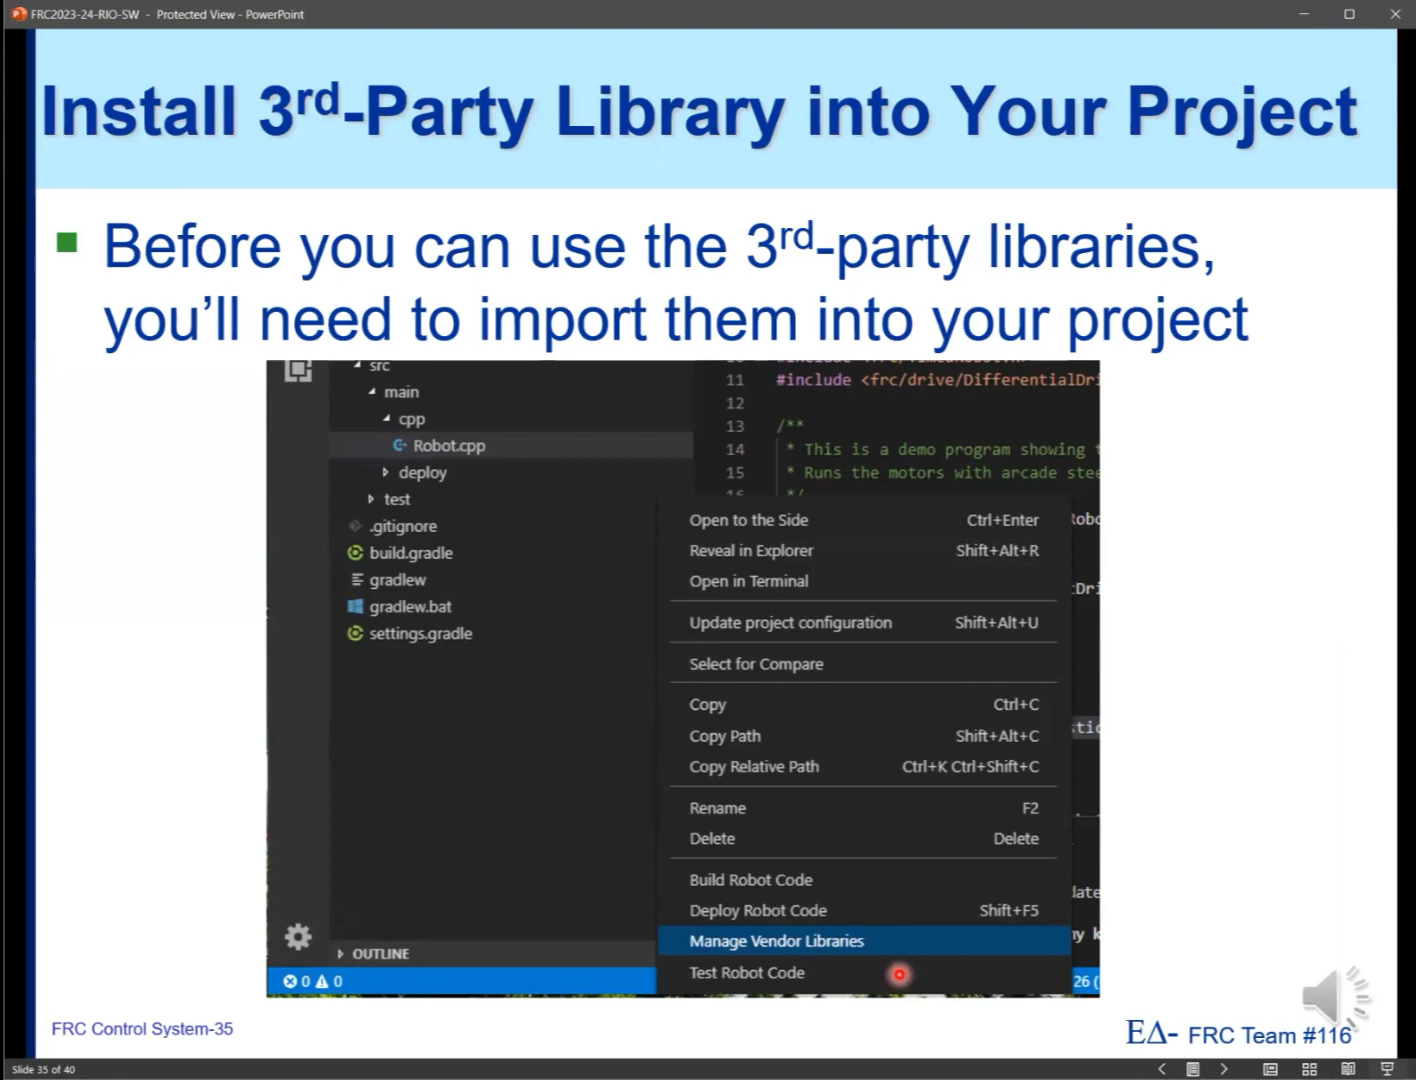 FRC2023-24-RIO-SW - Protected View - PowerPoint
Install 3rd-Party Library into Your Project
Before you can use the 3rd-party libraries,
you'll need to import them into your project
src
main
cpp
Robot.cpp
deploy
test
.gitignore
build.gradle
gradlew
gradlew.bat
settings.gradle
OUTLINE
0 0
11 #include <frc/drive/DifferentialDri
12
13 /**
14 * This is a demo program showing
15 * Runs the motors with arcade stee
*/
Open to the Side Ctrl+Enter
Reveal in Explorer Shift+Alt+R
Open in Terminal
Update project configuration Shift+Alt+U
Select for Compare
Copy Ctrl+C
Copy Path Shift+Alt+C
Copy Relative Path Ctrl+K Ctrl+Shift+C
Rename F2
Delete Delete
Build Robot Code
Deploy Robot Code Shift+F5
Manage Vendor Libraries
Test Robot Code
26 (
FRC Control System-35
ΕΔ- FRC Team #116
Slide 35 of 40